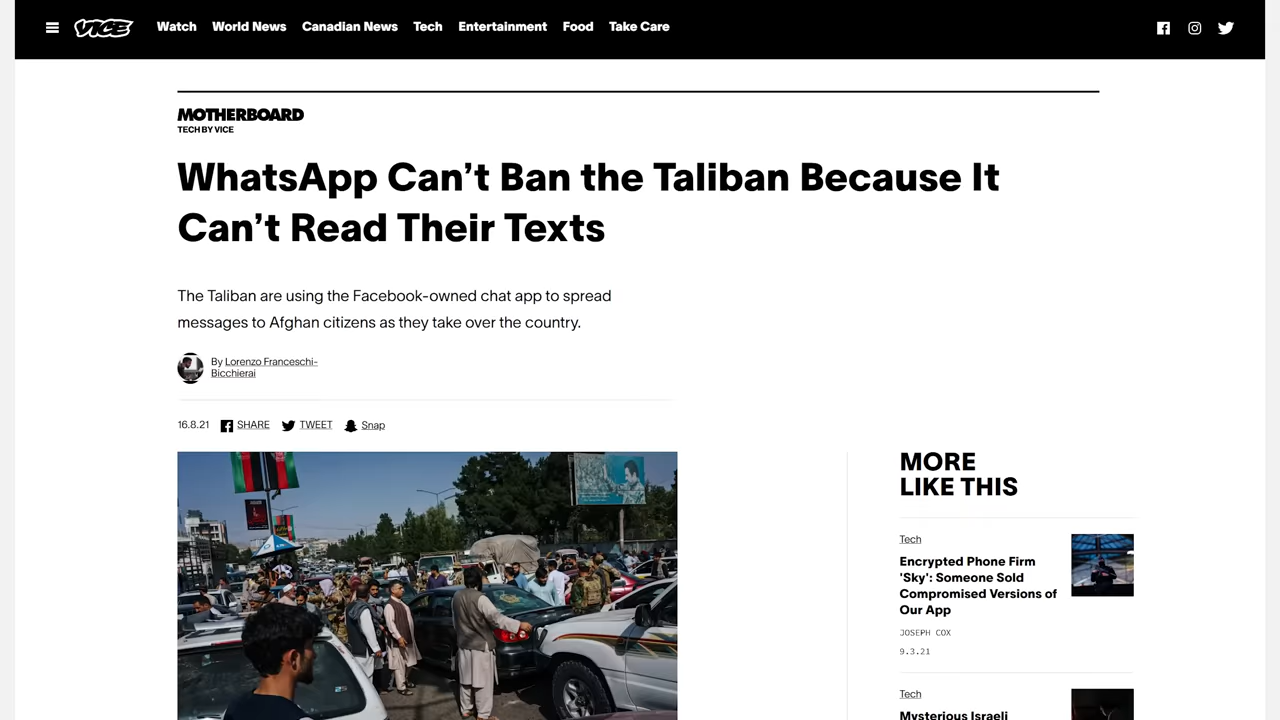 VICE
Watch World News Canadian News Tech Entertainment Food Take Care
MOTHERBOARD
TECH BY VICE
WhatsApp Can’t Ban the Taliban Because It
Can’t Read Their Texts
The Taliban are using the Facebook-owned chat app to spread
messages to Afghan citizens as they take over the country.
By Lorenzo Franceschi-
Bicchierai
16.8.21 SHARE TWEET Snap
MORE
LIKE THIS
Tech
Encrypted Phone Firm
'Sky': Someone Sold
Compromised Versions of
Our App
JOSEPH COX
9.3.21
Tech
Mysterious Israeli